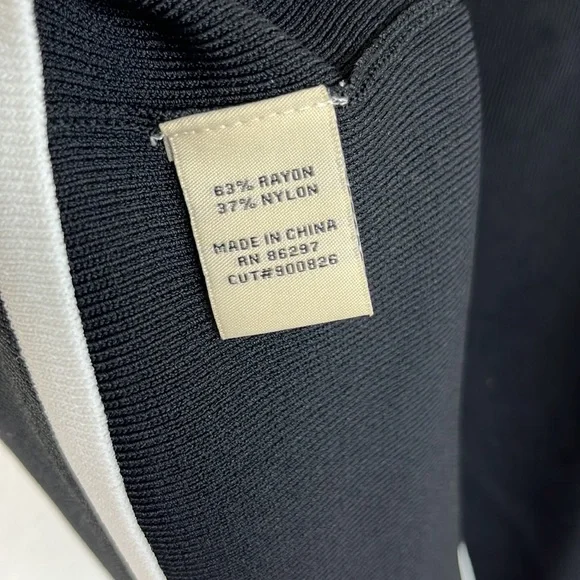 63% RAYON
37% NYLON
MADE IN CHINA
RN 86297
CUT#900826